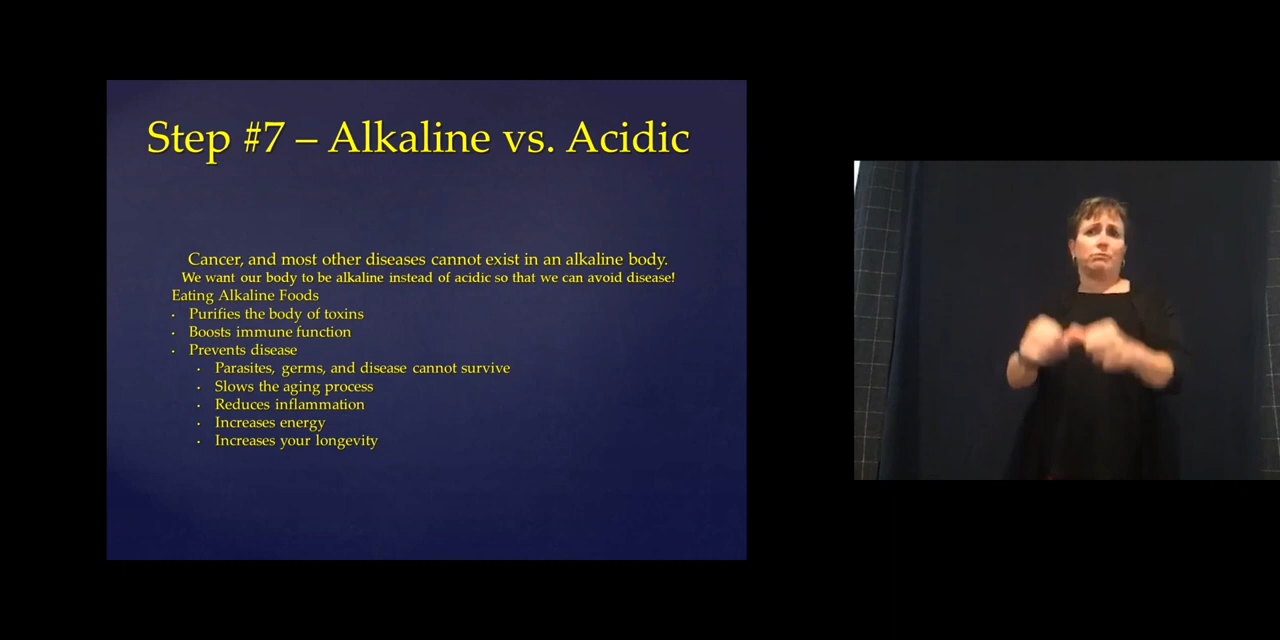 Step #7 – Alkaline vs. Acidic
Cancer, and most other diseases cannot exist in an alkaline body.
We want our body to be alkaline instead of acidic so that we can avoid disease!
Eating Alkaline Foods
· Purifies the body of toxins
· Boosts immune function
· Prevents disease
· Parasites, germs, and disease cannot survive
· Slows the aging process
· Reduces inflammation
· Increases energy
· Increases your longevity